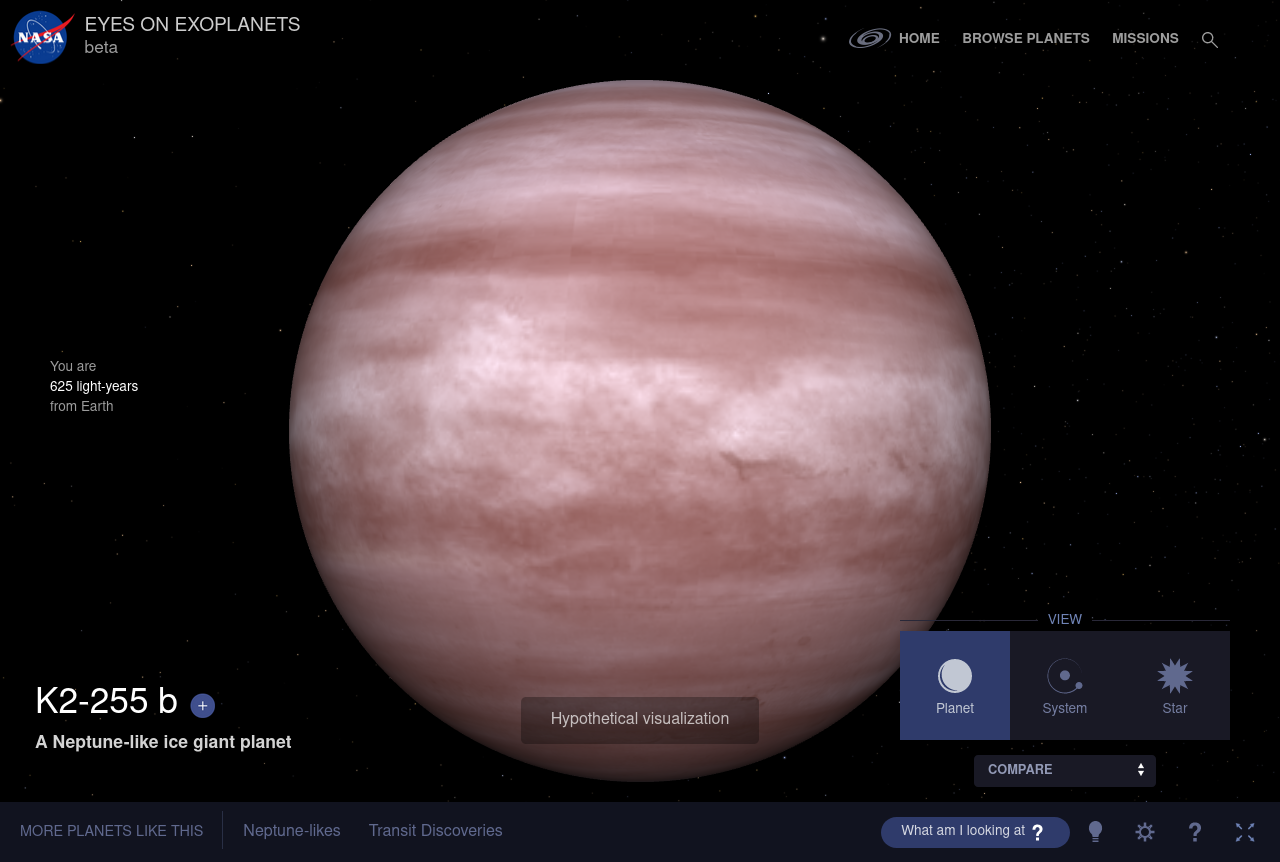 NASA
EYES ON EXOPLANETS
beta
HOME
BROWSE PLANETS
MISSIONS
You are
625 light-years
from Earth
K2-255 b +
A Neptune-like ice giant planet
Hypothetical visualization
VIEW
Planet
System
Star
COMPARE
MORE PLANETS LIKE THIS
Neptune-likes
Transit Discoveries
What am I looking at ?
?